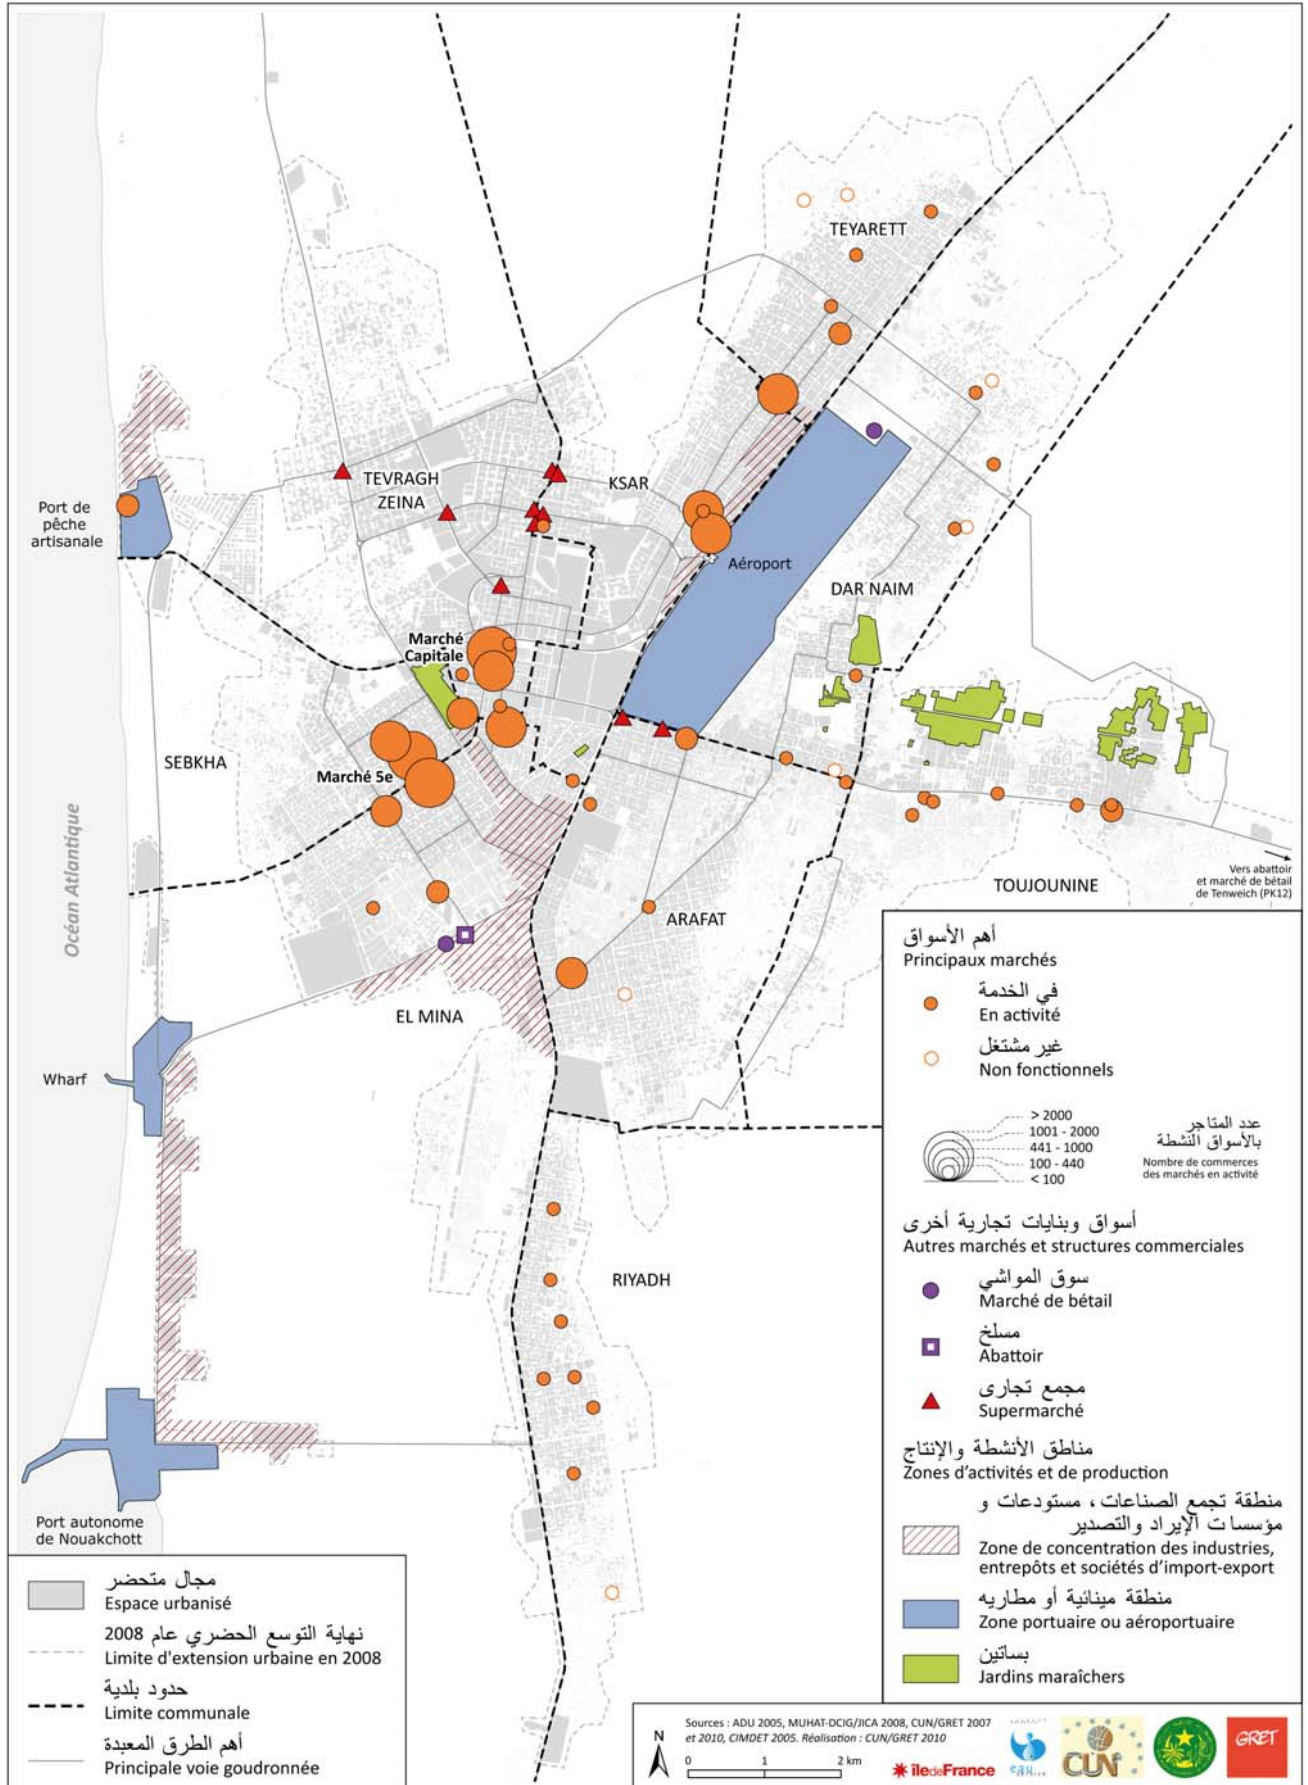 TEYARETT
TEVRAGH
ZEINA
KSAR
Port de
pêche
artisanale
Aéroport
DAR NAIM
Marché
Capitale
SEBKHA
Marché 5e
Océan Atlantique
TOUJOUNINE
Vers abattoir
et marché de bétail
de Tenweich (PK12)
ARAFAT
EL MINA
Wharf
RIYADH
Port autonome
de Nouakchott
أهم الأسواق
Principaux marchés
في الخدمة
En activité
غير مشتغل
Non fonctionnels
> 2000
1001 - 2000
441 - 1000
100 - 440
< 100
عدد المتاجر
بالأسواق النشطة
Nombre de commerces
des marchés en activité
أسواق وبنايات تجارية أخرى
Autres marchés et structures commerciales
سوق المواشي
Marché de bétail
مسلخ
Abattoir
مجمع تجارى
Supermarché
مناطق الأنشطة والإنتاج
Zones d'activités et de production
منطقة تجمع الصناعات، مستودعات و
مؤسسا ت الإيراد والتصدير
Zone de concentration des industries,
entrepôts et sociétés d'import-export
منطقة مينائية أو مطاريه
Zone portuaire ou aéroportuaire
بساتين
Jardins maraîchers
مجال متحضر
Espace urbanisé
نهاية التوسع الحضري عام 2008
Limite d'extension urbaine en 2008
حدود بلدية
Limite communale
أهم الطرق المعبدة
Principale voie goudronnée
N
Sources : ADU 2005, MUHAT-DCIG/JICA 2008, CUN/GRET 2007
et 2010, CIMDET 2005. Réalisation : CUN/GRET 2010
0 1 2 km
îledeFrance
CUN
GRET